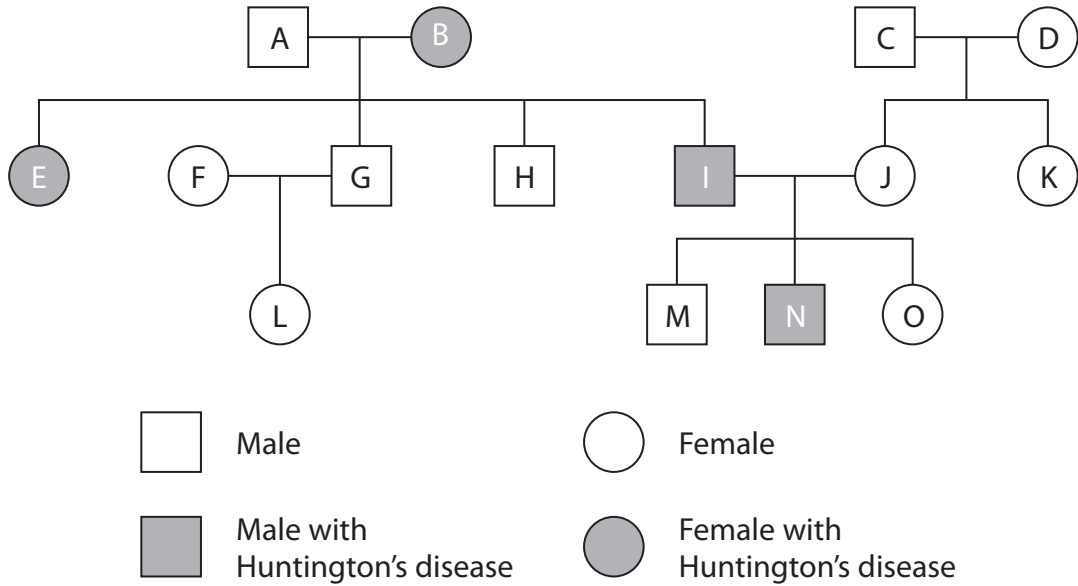 A
B
C
D
E
F
G
H
I
J
K
L
M
N
O
Male
Female
Male with
Huntington’s disease
Female with
Huntington’s disease